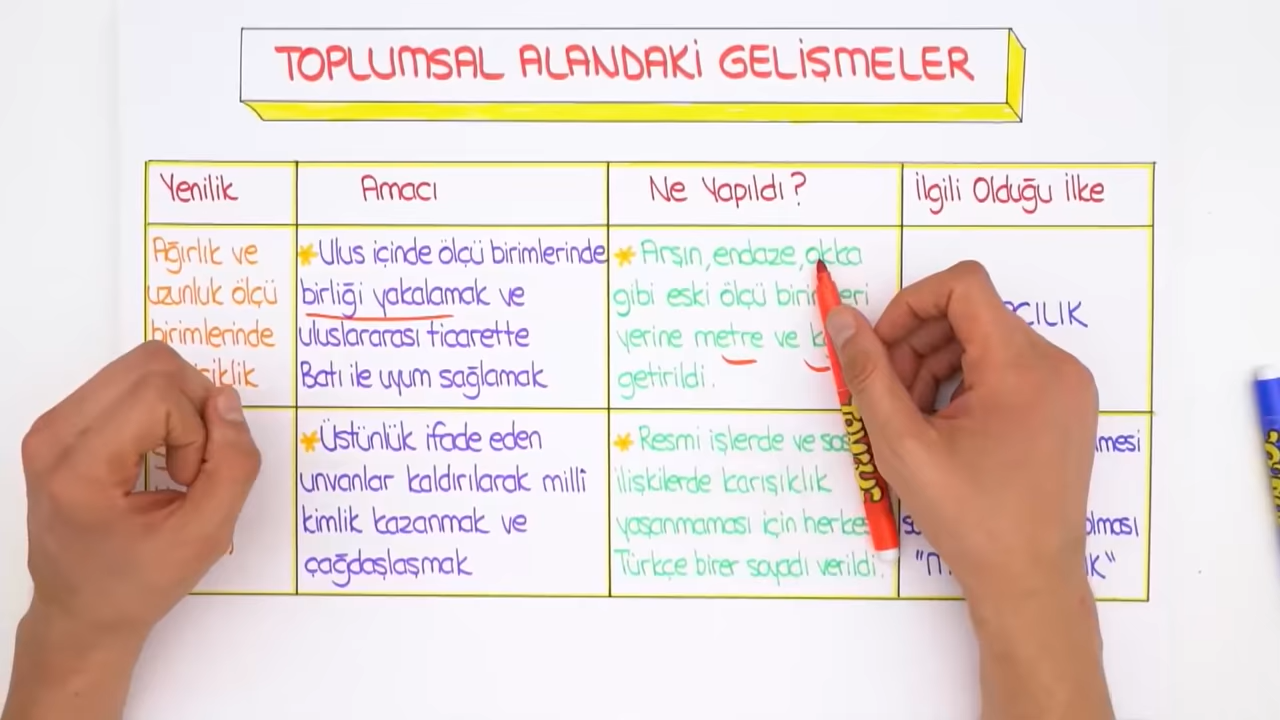 TOPLUMSAL ALANDAKİ GELİŞMELER
Yenilik
Amacı
Ne Yapıldı?
İlgili Olduğu İlke
Ağırlık ve
uzunluk ölçü
birimlerinde
Ulus içinde ölçü birimlerinde
birliği yakalamak ve
uluslararası ticarette
Batı ile uyum sağlamak
Arşın, endaze, okka
gibi eski ölçü
yerine metre ve
getirildi.
Üstünlük ifade eden
unvanlar kaldırılarak millî
kimlik kazanmak ve
çağdaşlaşmak
Resmi işlerde ve
ilişkilerde karışıklık
yaşanmaması için herkes
Türkçe birer soyadı verildi.